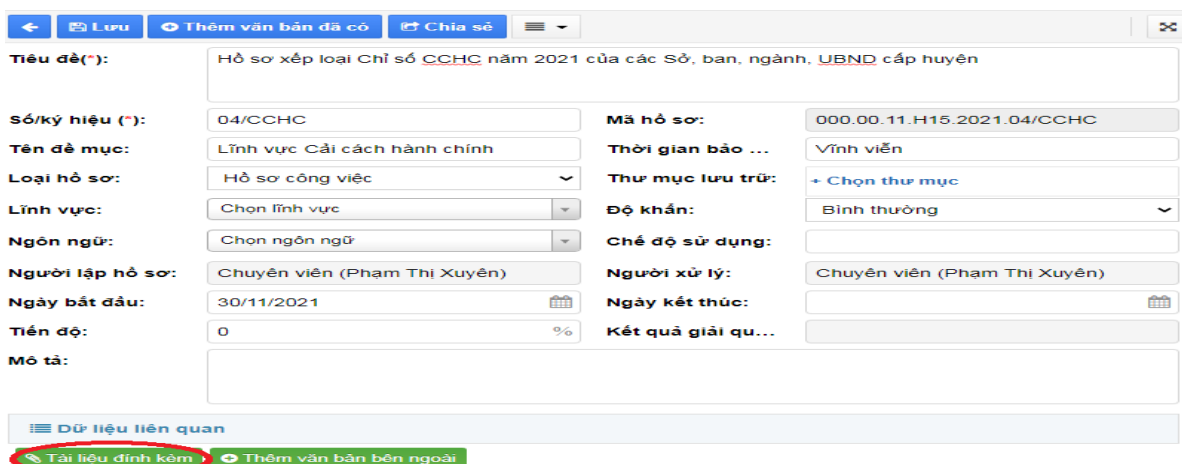 Lưu Thêm văn bản đã có Chia sẻ
Tiêu đề(*): Hồ sơ xếp loại Chỉ số CCHC năm 2021 của các Sở, ban, ngành, UBND cấp huyện
Số/ký hiệu (*): 04/CCHC Mã hồ sơ: 000.00.11.H15.2021.04/CCHC
Tên đề mục: Lĩnh vực Cải cách hành chính Thời gian bảo ... Vĩnh viễn
Loại hồ sơ: Hồ sơ công việc Thư mục lưu trữ: + Chọn thư mục
Lĩnh vực: Chọn lĩnh vực Độ khẩn: Bình thường
Ngôn ngữ: Chọn ngôn ngữ Chế độ sử dụng:
Người lập hồ sơ: Chuyên viên (Phạm Thị Xuyên) Người xử lý: Chuyên viên (Phạm Thị Xuyên)
Ngày bắt đầu: 30/11/2021 Ngày kết thúc:
Tiến độ: 0 % Kết quả giải qu...
Mô tả:
Dữ liệu liên quan
Tài liệu đính kèm Thêm văn bản bên ngoài